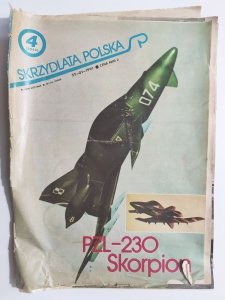 4
SKRZYDLATA POLSKA
074
PZL-230
Skorpion